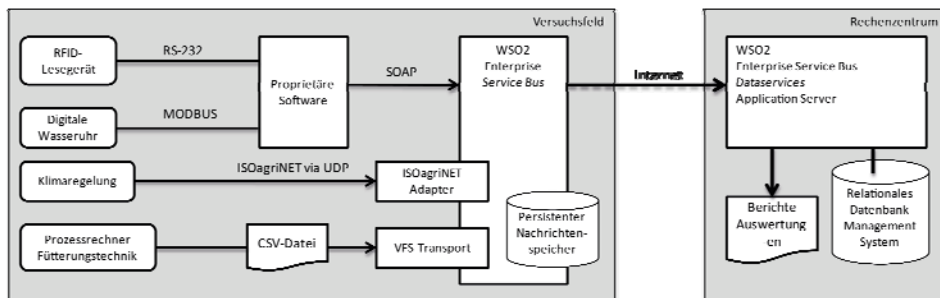 Versuchsfeld
RFID-
Lesegerät
RS-232
Proprietäre
Software
SOAP
WSO2
Enterprise
Service Bus
Digitale
Wasseruhr
MODBUS
Klimaregelung
ISOagriNET via UDP
ISOagriNET
Adapter
Prozessrechner
Fütterungstechnik
CSV-Datei
VFS Transport
Persistenter
Nachrichten-
speicher
Internet
Rechenzentrum
WSO2
Enterprise Service Bus
Dataservices
Application Server
Berichte
Auswertung
en
Relationales
Datenbank
Management
System